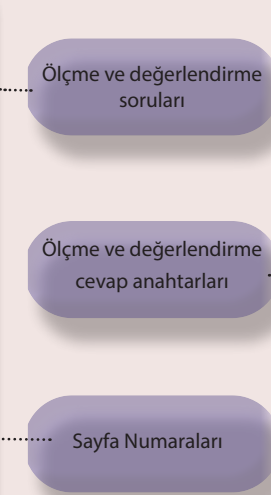 Ölçme ve değerlendirme
soruları
Ölçme ve değerlendirme
cevap anahtarları
Sayfa Numaraları